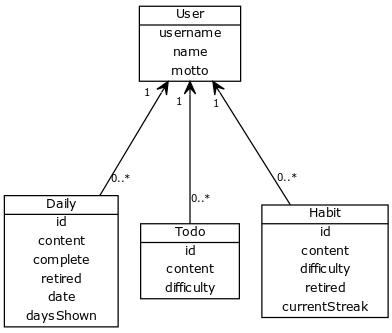 User
username
name
motto
1
1
1
0..*
0..*
0..*
Daily
id
content
complete
retired
date
daysShown
Todo
id
content
difficulty
Habit
id
content
difficulty
retired
currentStreak